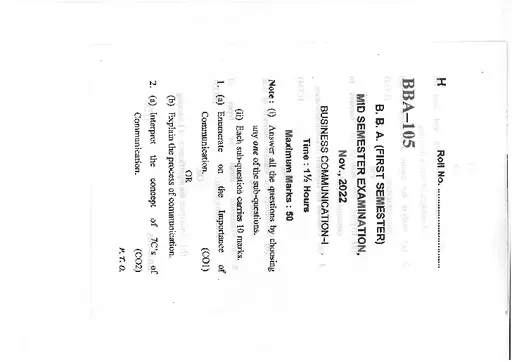 H
Roll No. ..............................
BBA–105
B. B. A. (FIRST SEMESTER)
MID SEMESTER EXAMINATION,
Nov., 2022
BUSINESS COMMUNICATION–I
Time : 1½ Hours
Maximum Marks : 50
Note : (i) Answer all the questions by choosing
any one of the sub-questions.
(ii) Each sub-question carries 10 marks.
1. (a) Enumerate on the Importance of
Communication. (CO1)
OR
(b) Explain the process of communication.
2. (a) Interpret the concept of 7C's of
Communication. (CO2)
P. T. O.